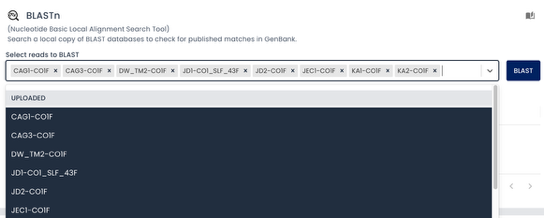 BLASTn
(Nucleotide Basic Local Alignment Search Tool)
Search a local copy of BLAST databases to check for published matches in GenBank.
Select reads to BLAST
CAG1-CO1F × CAG3-CO1F × DW_TM2-CO1F × JD1-CO1_SLF_43F × JD2-CO1F × JEC1-CO1F × KA1-CO1F × KA2-CO1F × BLAST
UPLOADED
CAG1-CO1F
CAG3-CO1F
DW_TM2-CO1F
JD1-CO1_SLF_43F
JD2-CO1F
JEC1-CO1F